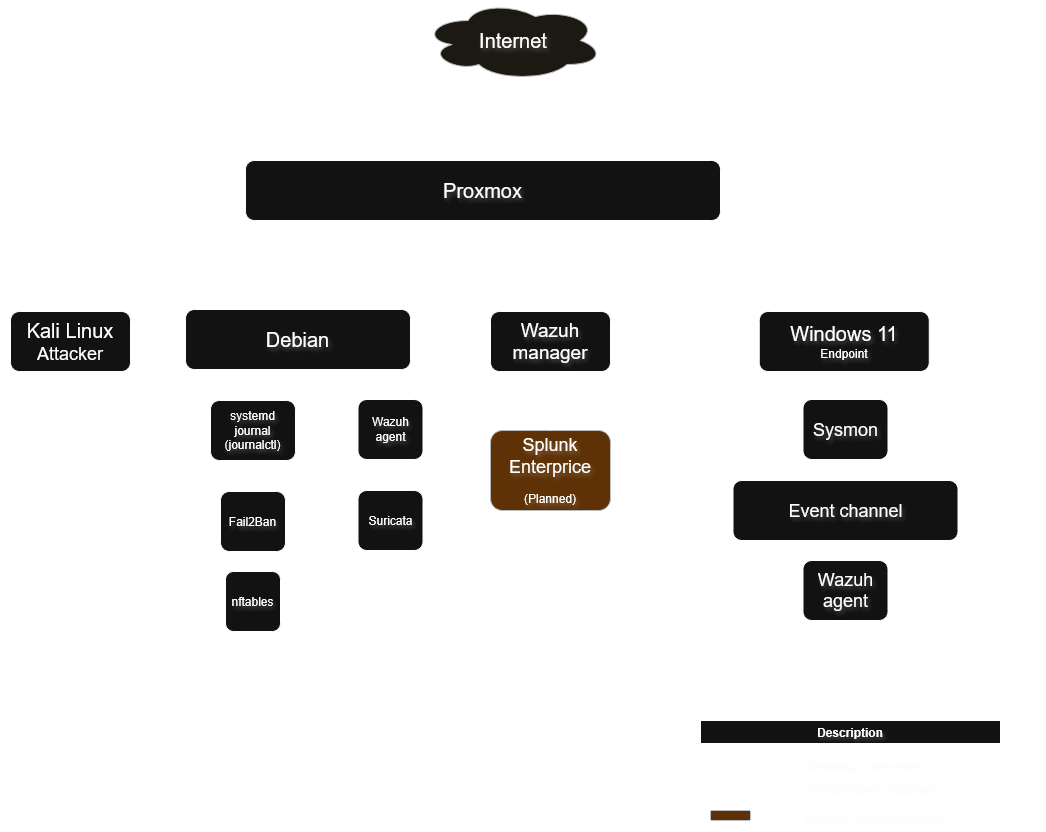 Internet
Proxmox
Kali Linux
Attacker
Debian
Wazuh
manager
Windows 11
Endpoint
systemd
journal
(journalctl)
Wazuh
agent
Splunk
Enterprice
(Planned)
Sysmon
Fail2Ban
Suricata
Event channel
nftables
Wazuh
agent
Description